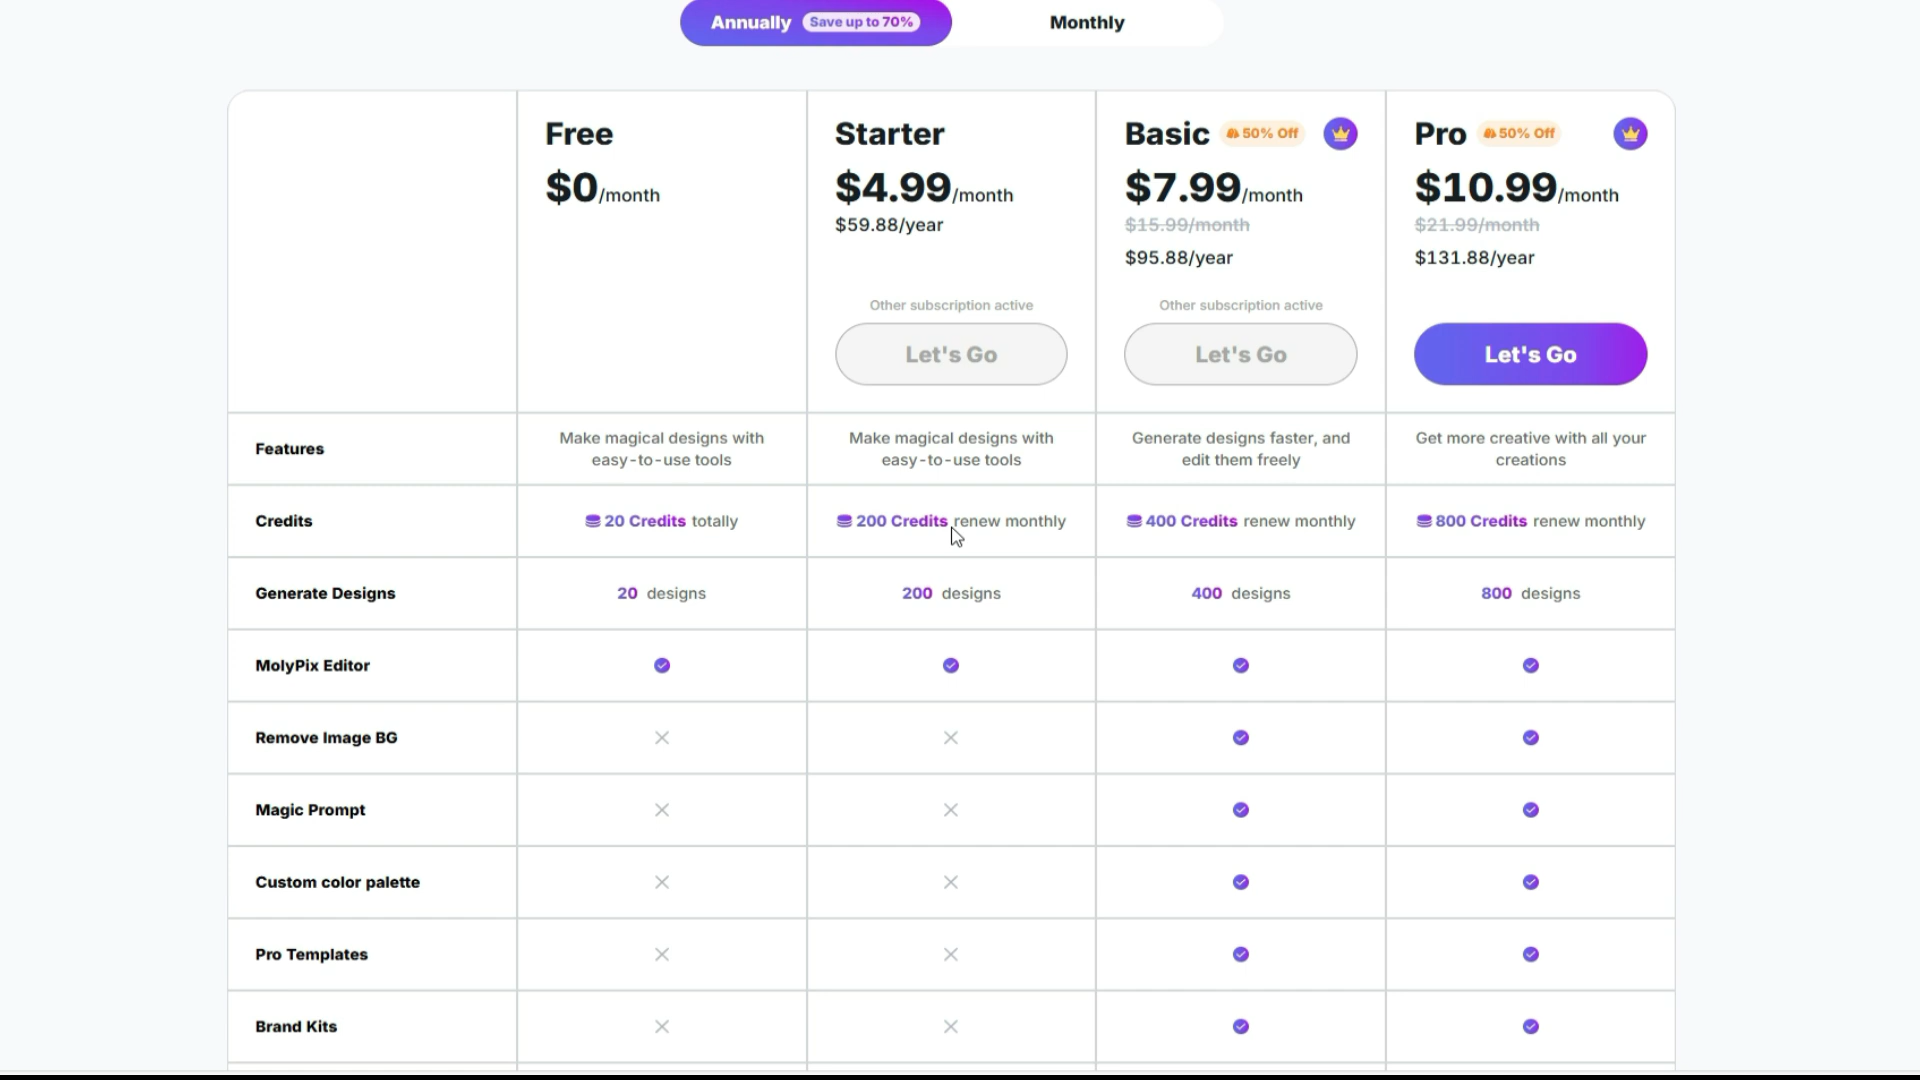 Annually Save up to 70% Monthly
Free Starter Basic 50% Off Pro 50% Off
$0/month $4.99/month $7.99/month $10.99/month
$59.88/year $15.99/month $21.99/month
$95.88/year $131.88/year
Other subscription active Other subscription active
Let's Go Let's Go Let's Go
Features
Make magical designs with
easy-to-use tools
Make magical designs with
easy-to-use tools
Generate designs faster, and
edit them freely
Get more creative with all your
creations
Credits 20 Credits totally 200 Credits renew monthly 400 Credits renew monthly 800 Credits renew monthly
Generate Designs 20 designs 200 designs 400 designs 800 designs
MolyPix Editor
Remove Image BG
Magic Prompt
Custom color palette
Pro Templates
Brand Kits